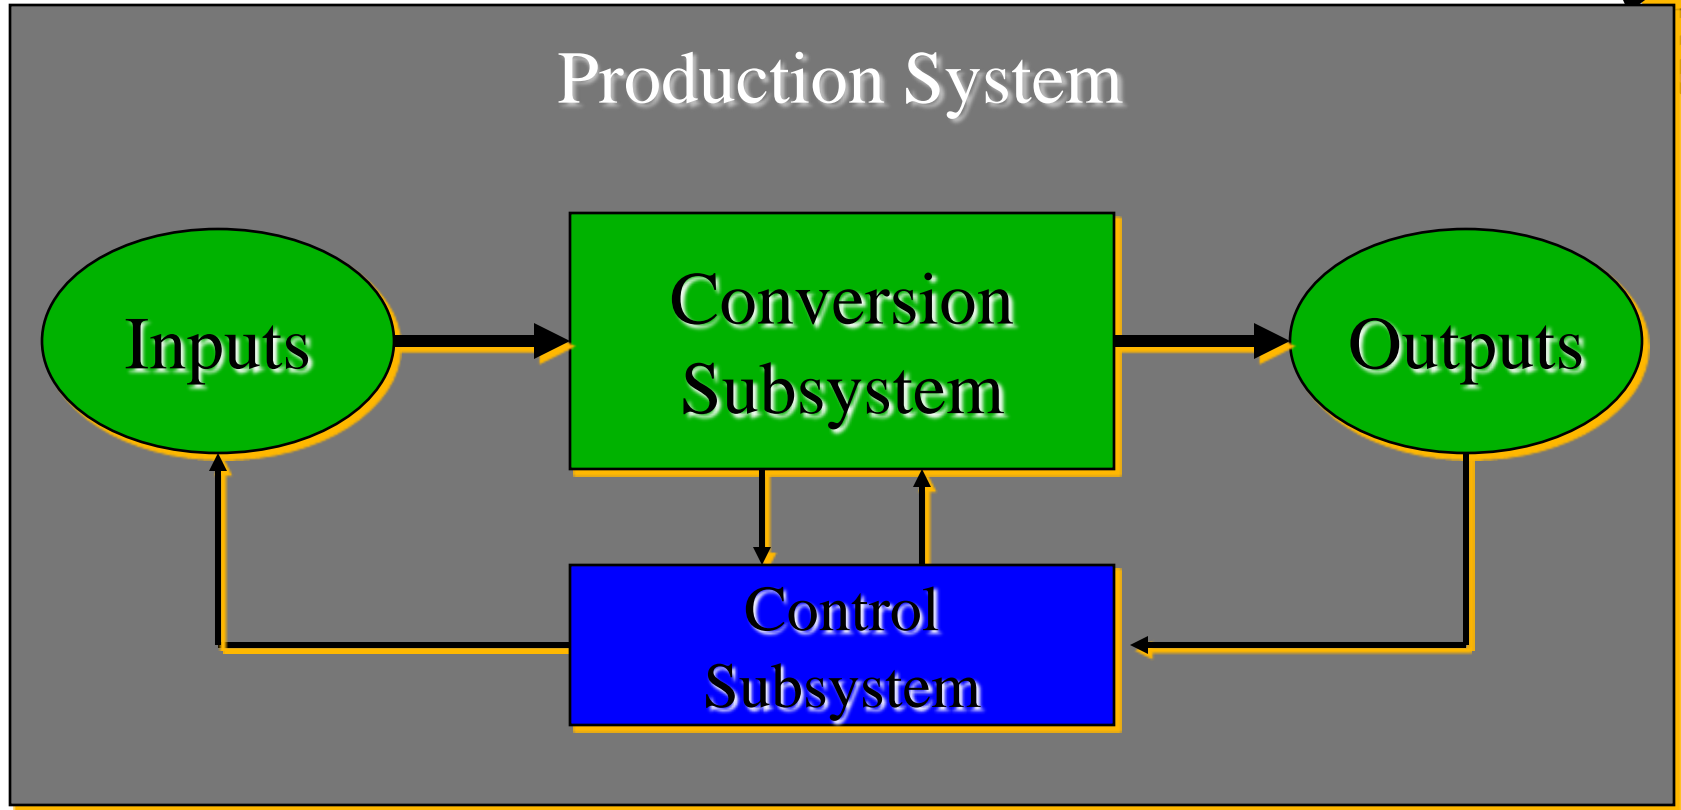 Production System
Inputs
Conversion
Subsystem
Outputs
Control
Subsystem